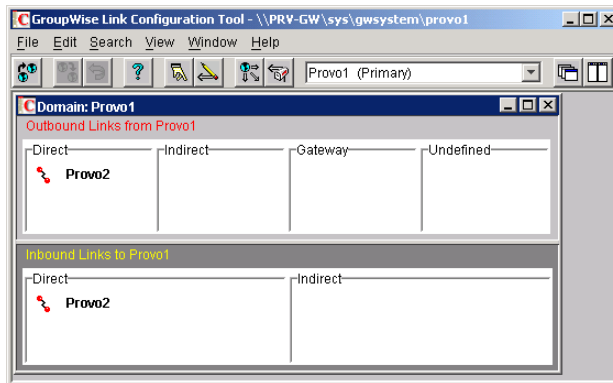 GroupWise Link Configuration Tool - \\PRV-GW\sys\gwsystem\provo1
File Edit Search View Window Help
Provo1 (Primary)
Domain: Provo1
Outbound Links from Provo1
Direct Indirect Gateway Undefined
Provo2
Inbound Links to Provo1
Direct Indirect
Provo2